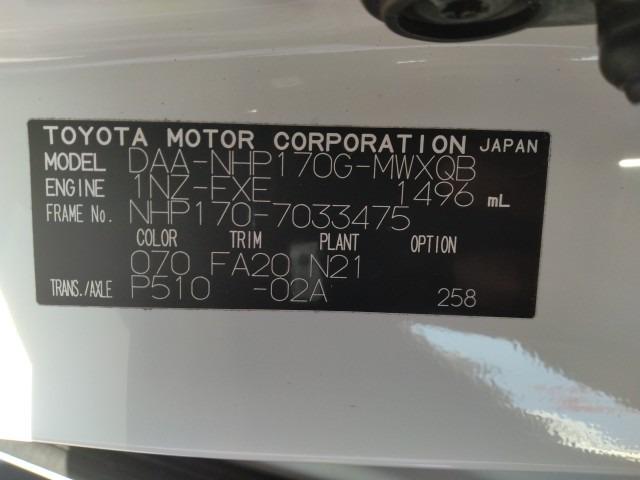 TOYOTA MOTOR CORPORATION JAPAN
MODEL DAA-NHP170G-MWXQB
ENGINE 1NZ-FXE 1496 mL
FRAME No. NHP170-7033475
COLOR TRIM PLANT OPTION
070 FA20 N21
TRANS./AXLE P510 -02A 258